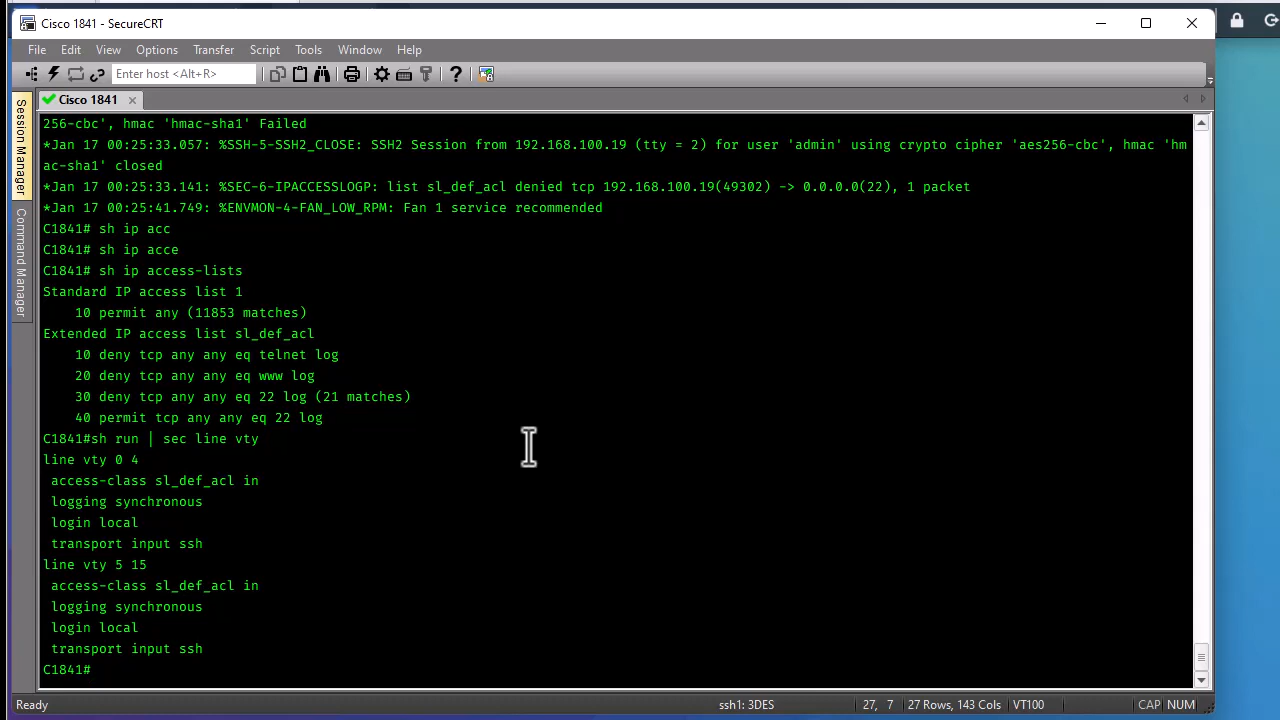 Cisco 1841 - SecureCRT
File Edit View Options Transfer Script Tools Window Help
Enter host <Alt+R>
Session Manager
Command Manager
Cisco 1841
256-cbc', hmac 'hmac-sha1' Failed
*Jan 17 00:25:33.057: %SSH-5-SSH2_CLOSE: SSH2 Session from 192.168.100.19 (tty = 2) for user 'admin' using crypto cipher 'aes256-cbc', hmac 'hm
ac-sha1' closed
*Jan 17 00:25:33.141: %SEC-6-IPACCESSLOGP: list sl_def_acl denied tcp 192.168.100.19(49302) -> 0.0.0.0(22), 1 packet
*Jan 17 00:25:41.749: %ENVMON-4-FAN_LOW_RPM: Fan 1 service recommended
C1841# sh ip acc
C1841# sh ip acce
C1841# sh ip access-lists
Standard IP access list 1
    10 permit any (11853 matches)
Extended IP access list sl_def_acl
    10 deny tcp any any eq telnet log
    20 deny tcp any any eq www log
    30 deny tcp any any eq 22 log (21 matches)
    40 permit tcp any any eq 22 log
C1841#sh run | sec line vty
line vty 0 4
 access-class sl_def_acl in
 logging synchronous
 login local
 transport input ssh
line vty 5 15
 access-class sl_def_acl in
 logging synchronous
 login local
 transport input ssh
C1841#
Ready ssh1: 3DES 27, 7 27 Rows, 143 Cols VT100 CAP NUM